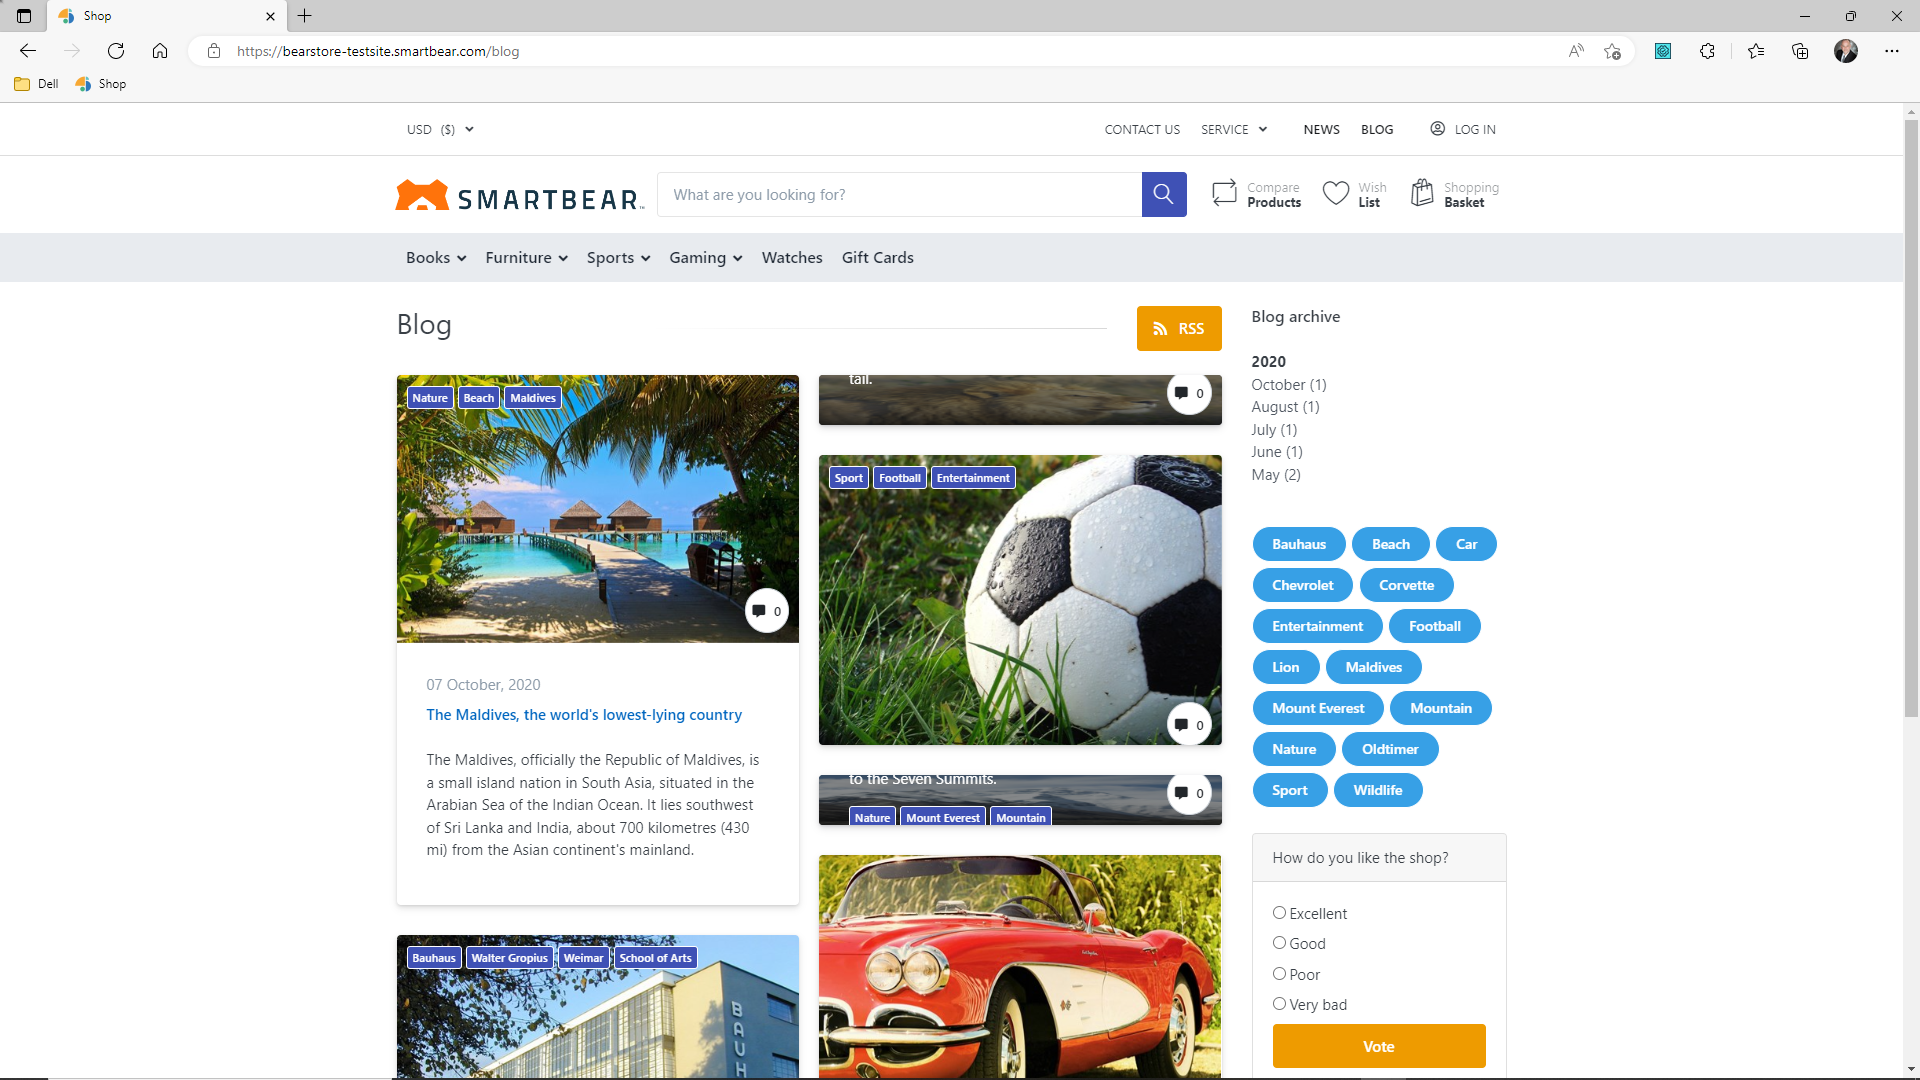 Shop
https://bearstore-testsite.smartbear.com/blog
Dell Shop
USD ($) CONTACT US SERVICE NEWS BLOG LOG IN
SMARTBEAR™ What are you looking for? Compare Products Wish List Shopping Basket
Books Furniture Sports Gaming Watches Gift Cards
Blog
RSS
Nature Beach Maldives
0
07 October, 2020
The Maldives, the world's lowest-lying country
The Maldives, officially the Republic of Maldives, is
a small island nation in South Asia, situated in the
Arabian Sea of the Indian Ocean. It lies southwest
of Sri Lanka and India, about 700 kilometres (430
mi) from the Asian continent's mainland.
Bauhaus Walter Gropius Weimar School of Arts
BAUH
tail.
0
Sport Football Entertainment
0
to the Seven Summits.
0
Nature Mount Everest Mountain
Blog archive
2020
October (1)
August (1)
July (1)
June (1)
May (2)
Bauhaus Beach Car
Chevrolet Corvette
Entertainment Football
Lion Maldives
Mount Everest Mountain
Nature Oldtimer
Sport Wildlife
How do you like the shop?
Excellent
Good
Poor
Very bad
Vote